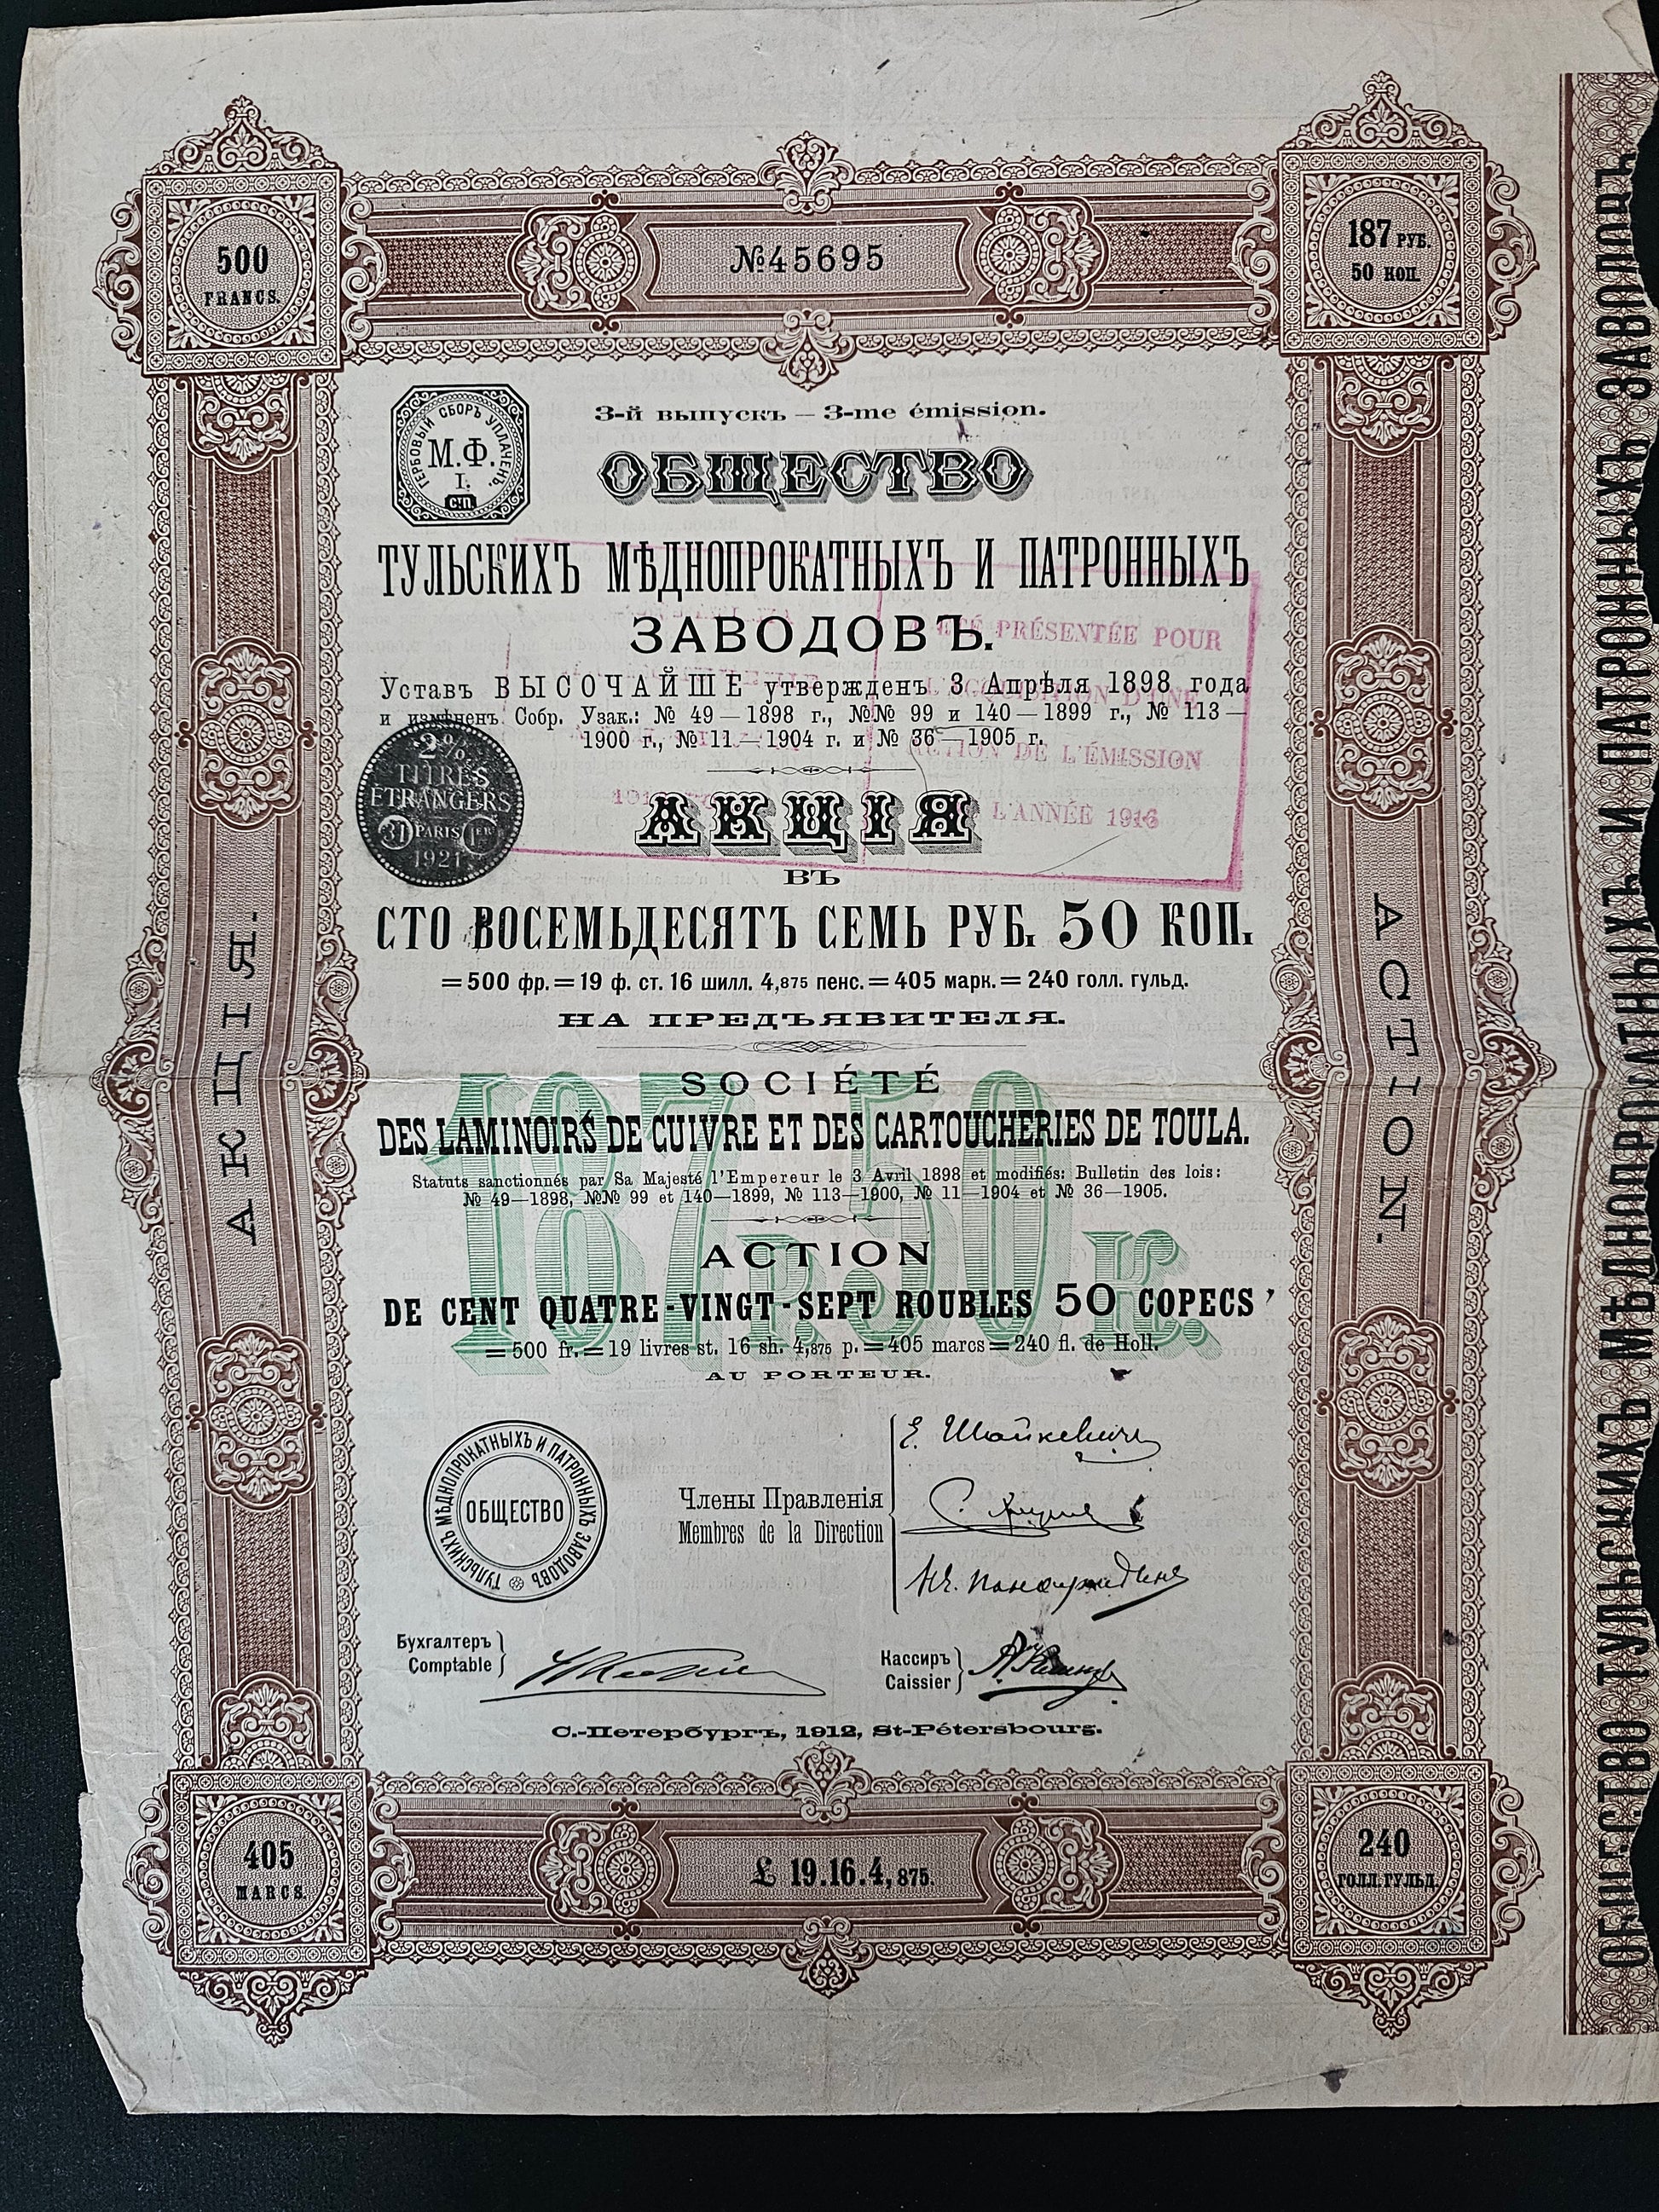 500
FRANCS.
№45695
187 РУБ.
50 КОП.
ГЕРБОВЫЙ СБОРЪ УПЛАЧЕНЪ.
М.Ф.
I.
С.П.
3-й выпускъ — 3-me émission.
ОБЩЕСТВО
ТУЛЬСКИХЪ МѢДНОПРОКАТНЫХЪ И ПАТРОННЫХЪ
ЗАВОДОВЪ.
Уставъ ВЫСОЧАЙШЕ утвержденъ 3 Апрѣля 1898 года
и измѣненъ Собр. Узак.: № 49—1898 г., №№ 99 и 140—1899 г., № 113—
1900 г., № 11—1904 г. и № 36—1905 г.
ÉTÉ PRÉSENTÉE POUR
D'UNE
ACTION DE L'ÉMISSION
L'ANNÉE 1916
2%
TITRES
ETRANGERS
31 PARIS 1ER
1921
АКЦІЯ
ВЪ
СТО ВОСЕМЬДЕСЯТЪ СЕМЬ РУБ. 50 КОП.
=500 фр.=19 ф. ст. 16 шилл. 4,875 пенс.=405 марк.=240 голл. гульд.
НА ПРЕДЪЯВИТЕЛЯ.
187 Р. 50 К.
SOCIÉTÉ
DES LAMINOIRS DE CUIVRE ET DES CARTOUCHERIES DE TOULA.
Statuts sanctionnés par Sa Majesté l'Empereur le 3 Avril 1898 et modifiés: Bulletin des lois:
№ 49—1898, №№ 99 et 140—1899, № 113—1900, № 11—1904 et № 36—1905.
ACTION
DE CENT QUATRE-VINGT-SEPT ROUBLES 50 COPECS
=500 fr.=19 livres st. 16 sh. 4,875 p.=405 marcs=240 fl. de Holl.
AU PORTEUR.
ТУЛЬСКИХЪ МѢДНОПРОКАТНЫХЪ И ПАТРОННЫХЪ ЗАВОДОВЪ
ОБЩЕСТВО
Члены Правленія
Membres de la Direction
Е. Шайкевичъ
Бухгалтеръ
Comptable
Кассиръ
Caissier
С.-Петербургъ, 1912, St-Pétersbourg.
АКЦІЯ.
ACTION.
405
MARCS.
£ 19.16.4,875.
240
ГОЛЛ.ГУЛЬД.
ОБЩЕСТВО ТУЛЬСКИХЪ МѢДНОПРОКАТНЫХЪ И ПАТРОННЫХЪ ЗАВОДОВЪ